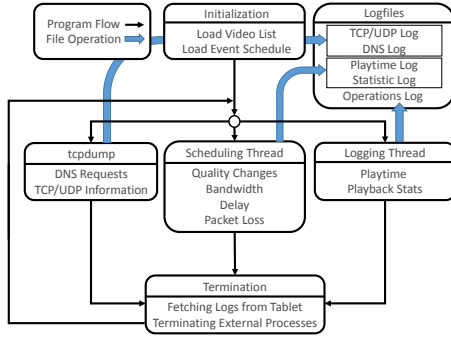 Program Flow
File Operation
Initialization
Load Video List
Load Event Schedule
Logfiles
TCP/UDP Log
DNS Log
Playtime Log
Statistic Log
Operations Log
tcpdump
DNS Requests
TCP/UDP Information
Scheduling Thread
Quality Changes
Bandwidth
Delay
Packet Loss
Logging Thread
Playtime
Playback Stats
Termination
Fetching Logs from Tablet
Terminating External Processes